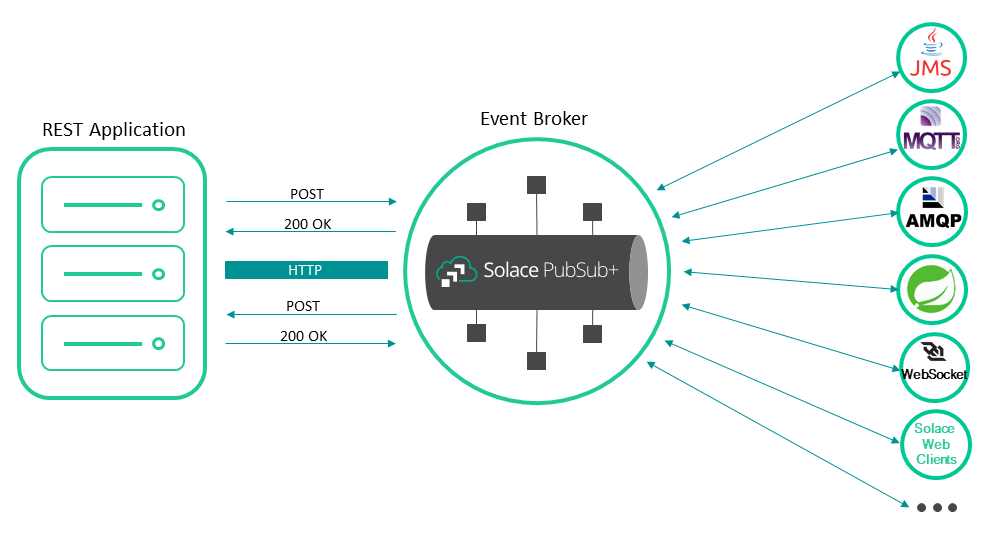 REST Application
POST
200 OK
HTTP
POST
200 OK
Event Broker
Solace PubSub+
JMS
MQTT
.ORG
AMQP
WebSocket
Solace
Web
Clients